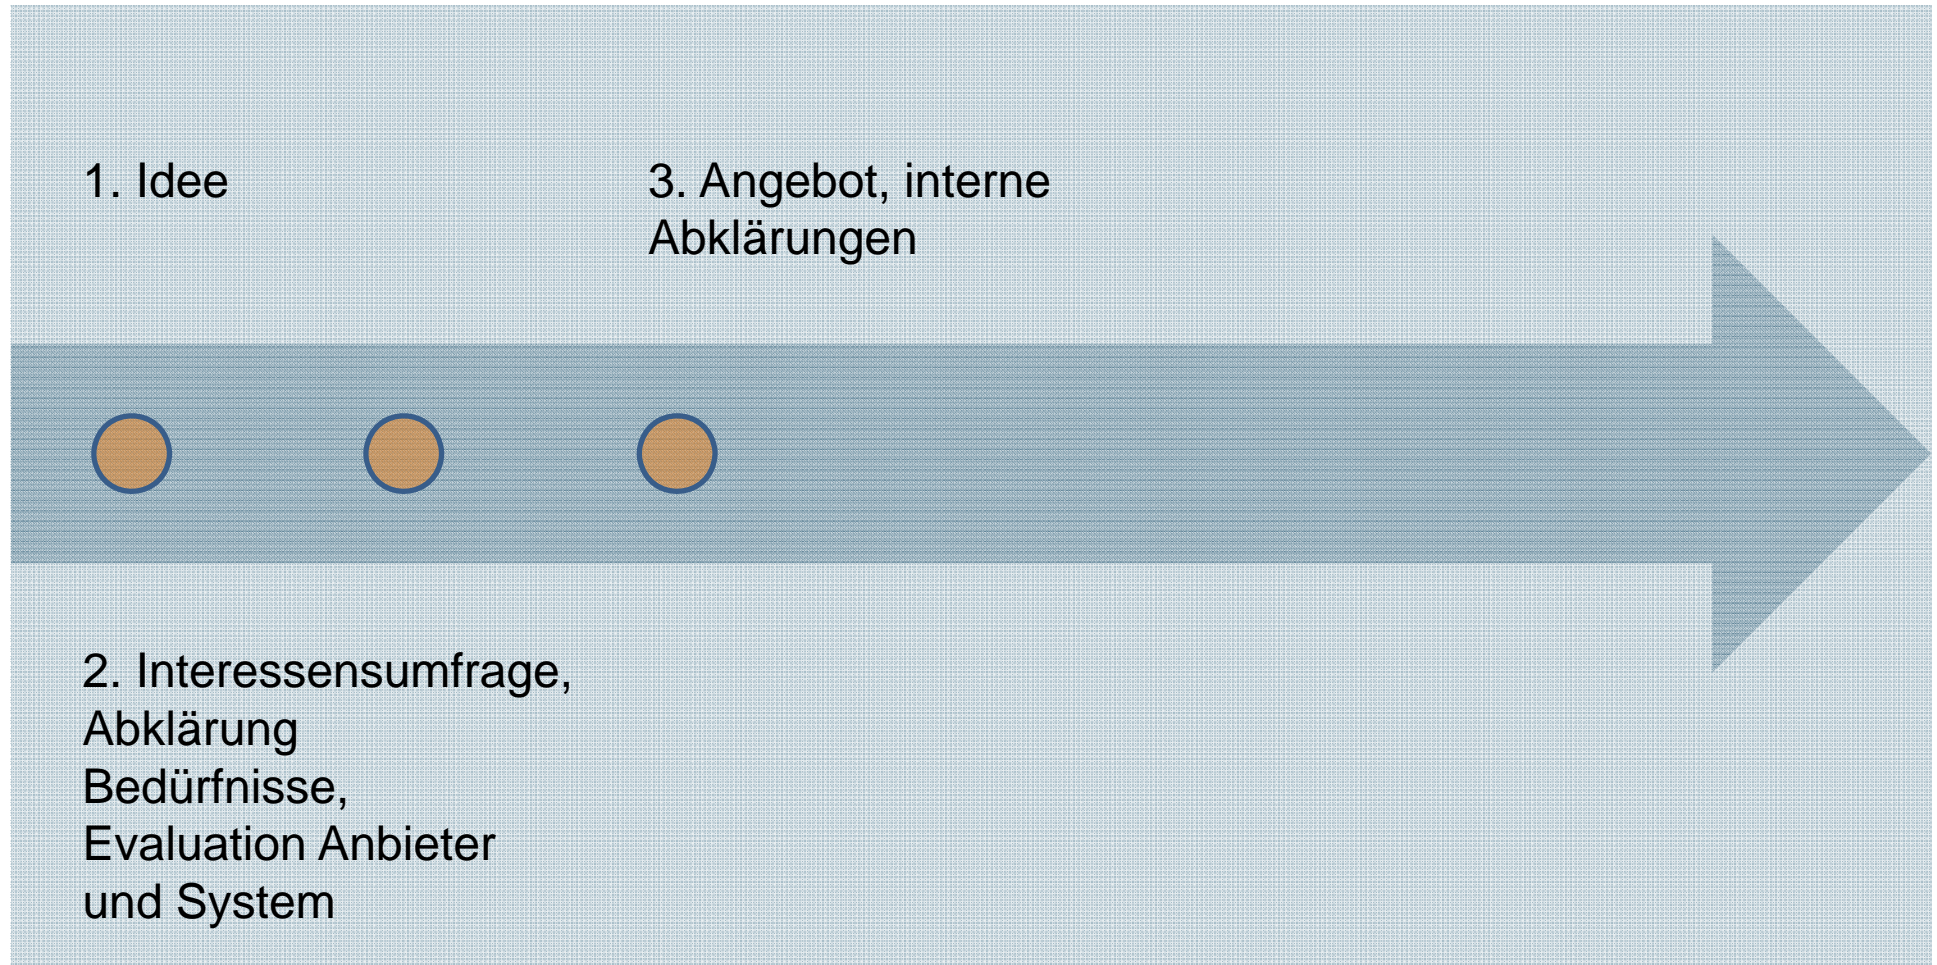 1. Idee
3. Angebot, interne
Abklärungen
2. Interessensumfrage,
Abklärung
Bedürfnisse,
Evaluation Anbieter
und System